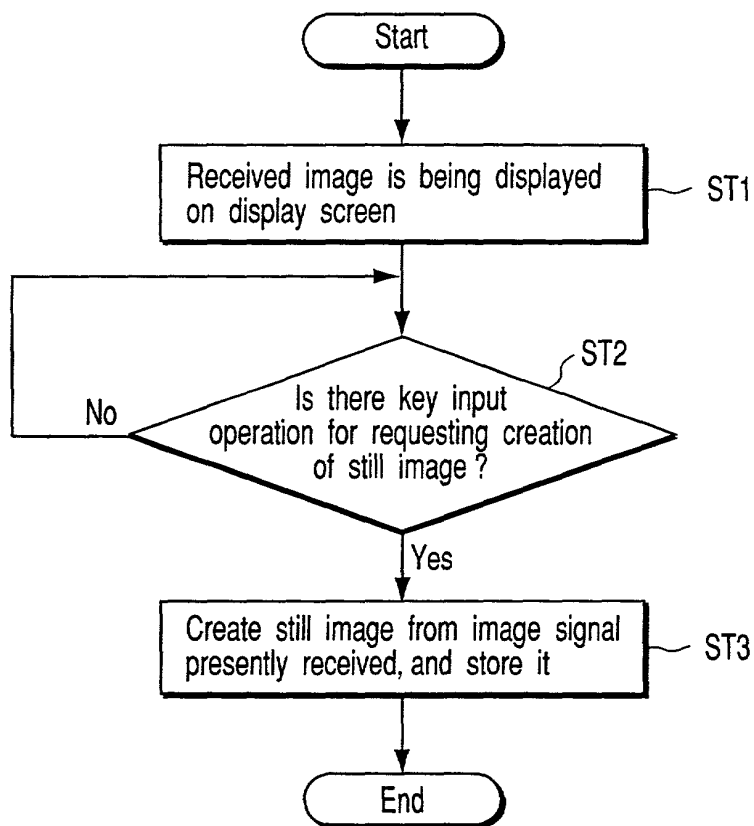 Start
Received image is being displayed
on display screen
ST1
ST2
Is there key input
operation for requesting creation
of still image ?
No
Yes
Create still image from image signal
presently received, and store it
ST3
End